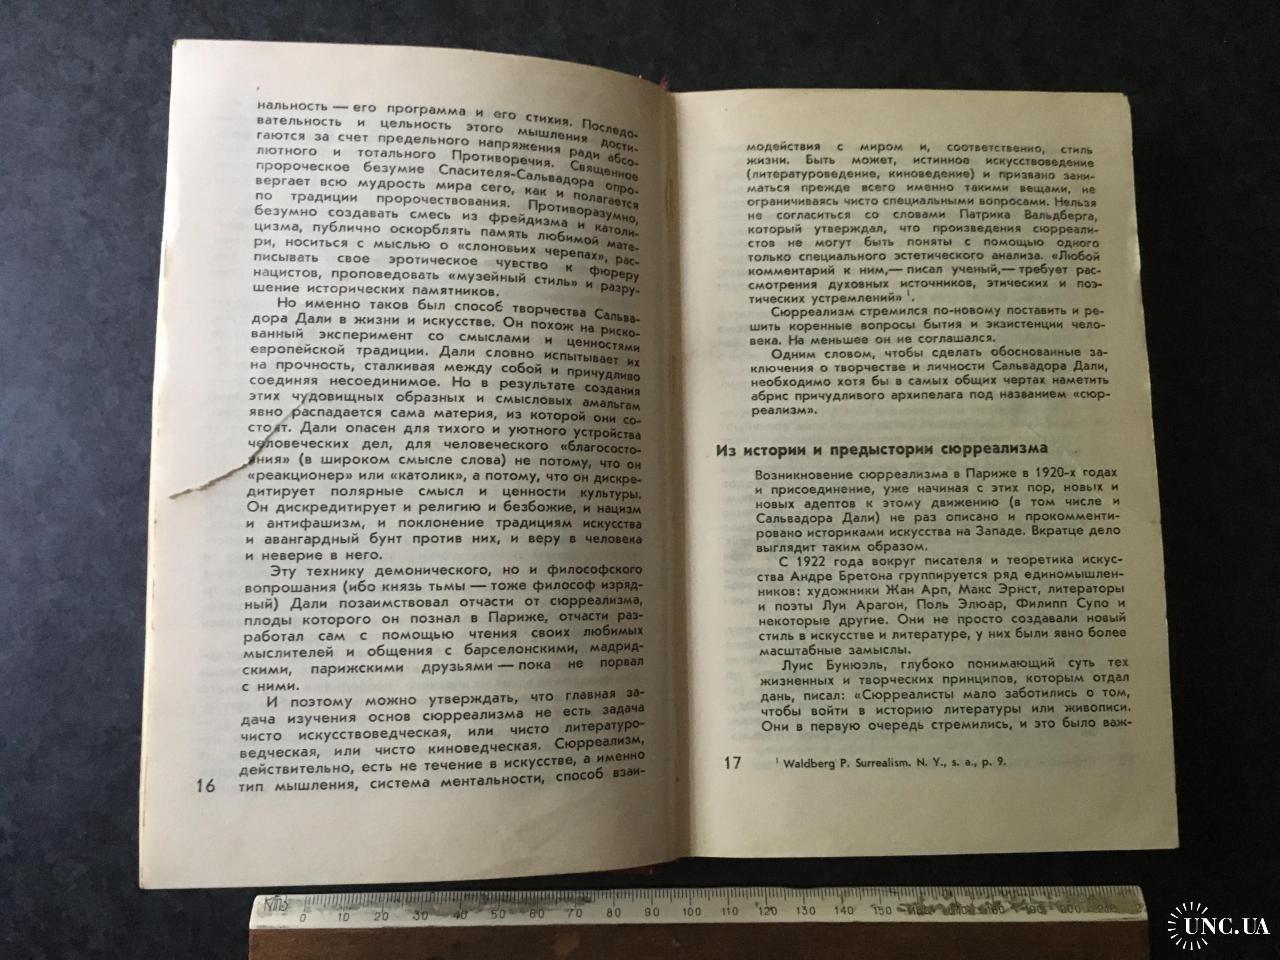 нальность — его программа и его стихия. Последо-
вательность и цельность этого мышления дости-
гаются за счет предельного напряжения ради абсо-
лютного и тотального Противоречия. Священное
пророческое безумие Спасителя-Сальвадора опро-
вергает всю мудрость мира сего, как и полагается
по традиции пророчествования. Противоразумно,
безумно создавать смесь из фрейдизма и католи-
цизма, публично оскорблять память любимой мате-
ри, носиться с мыслью о «слоновьих черепах», рас-
писывать свое эротическое чувство к фюреру
нацистов, проповедовать «музейный стиль» и разру-
шение исторических памятников.
Но именно таков был способ творчества Сальва-
дора Дали в жизни и искусстве. Он похож на риско-
ванный эксперимент со смыслами и ценностями
европейской традиции. Дали словно испытывает их
на прочность, сталкивая между собой и причудливо
соединяя несоединимое. Но в результате создания
этих чудовищных образных и смысловых амальгам
явно распадается сама материя, из которой они со-
стоят. Дали опасен для тихого и уютного устройства
человеческих дел, для человеческого «благососто-
яния» (в широком смысле слова) не потому, что он
«реакционер» или «католик», а потому, что он дискре-
дитирует полярные смысл и ценности культуры.
Он дискредитирует и религию и безбожие, и нацизм
и антифашизм, и поклонение традициям искусства
и авангардный бунт против них, и веру в человека
и неверие в него.
Эту технику демонического, но и философского
вопрошания (ибо князь тьмы — тоже философ изряд-
ный) Дали позаимствовал отчасти от сюрреализма,
плоды которого он познал в Париже, отчасти раз-
работал сам с помощью чтения своих любимых
мыслителей и общения с барселонскими, мадрид-
скими, парижскими друзьями — пока не порвал
с ними.
И поэтому можно утверждать, что главная за-
дача изучения основ сюрреализма не есть задача
чисто искусствоведческая, или чисто литературо-
ведческая, или чисто киноведческая. Сюрреализм,
действительно, есть не течение в искусстве, а именно
16 тип мышления, система ментальности, способ взаи-
модействия с миром и, соответственно, стиль
жизни. Быть может, истинное искусствоведение
(литературоведение, киноведение) и призвано зани-
маться прежде всего именно такими вещами, не
ограничиваясь чисто специальными вопросами. Нельзя
не согласиться со словами Патрика Вальдберга,
который утверждал, что произведения сюрреали-
стов не могут быть поняты с помощью одного
только специального эстетического анализа. «Любой
комментарий к ним,— писал ученый,— требует рас-
смотрения духовных источников, этических и поэ-
тических устремлений» ¹.
Сюрреализм стремился по-новому поставить и ре-
шить коренные вопросы бытия и экзистенции чело-
века. На меньшее он не соглашался.
Одним словом, чтобы сделать обоснованные за-
ключения о творчестве и личности Сальвадора Дали,
необходимо хотя бы в самых общих чертах наметить
абрис причудливого архипелага под названием «сюр-
реализм».
Из истории и предыстории сюрреализма
Возникновение сюрреализма в Париже в 1920-х годах
и присоединение, уже начиная с этих пор, новых и
новых адептов к этому движению (в том числе и
Сальвадора Дали) не раз описано и прокомменти-
ровано историками искусства на Западе. Вкратце дело
выглядит таким образом.
С 1922 года вокруг писателя и теоретика искус-
ства Андре Бретона группируется ряд единомышлен-
ников: художники Жан Арп, Макс Эрнст, литераторы
и поэты Луи Арагон, Поль Элюар, Филипп Супо и
некоторые другие. Они не просто создавали новый
стиль в искусстве и литературе, у них были явно более
масштабные замыслы.
Луис Бунюэль, глубоко понимающий суть тех
жизненных и творческих принципов, которым отдал
дань, писал: «Сюрреалисты мало заботились о том,
чтобы войти в историю литературы или живописи.
Они в первую очередь стремились, и это было важ-
17 ¹ Waldberg P. Surrealism. N. Y., s. a., p. 9.
0 10 20 30 40 50 60 70 80 90 100 110 120 130 140 150
UNC.UA